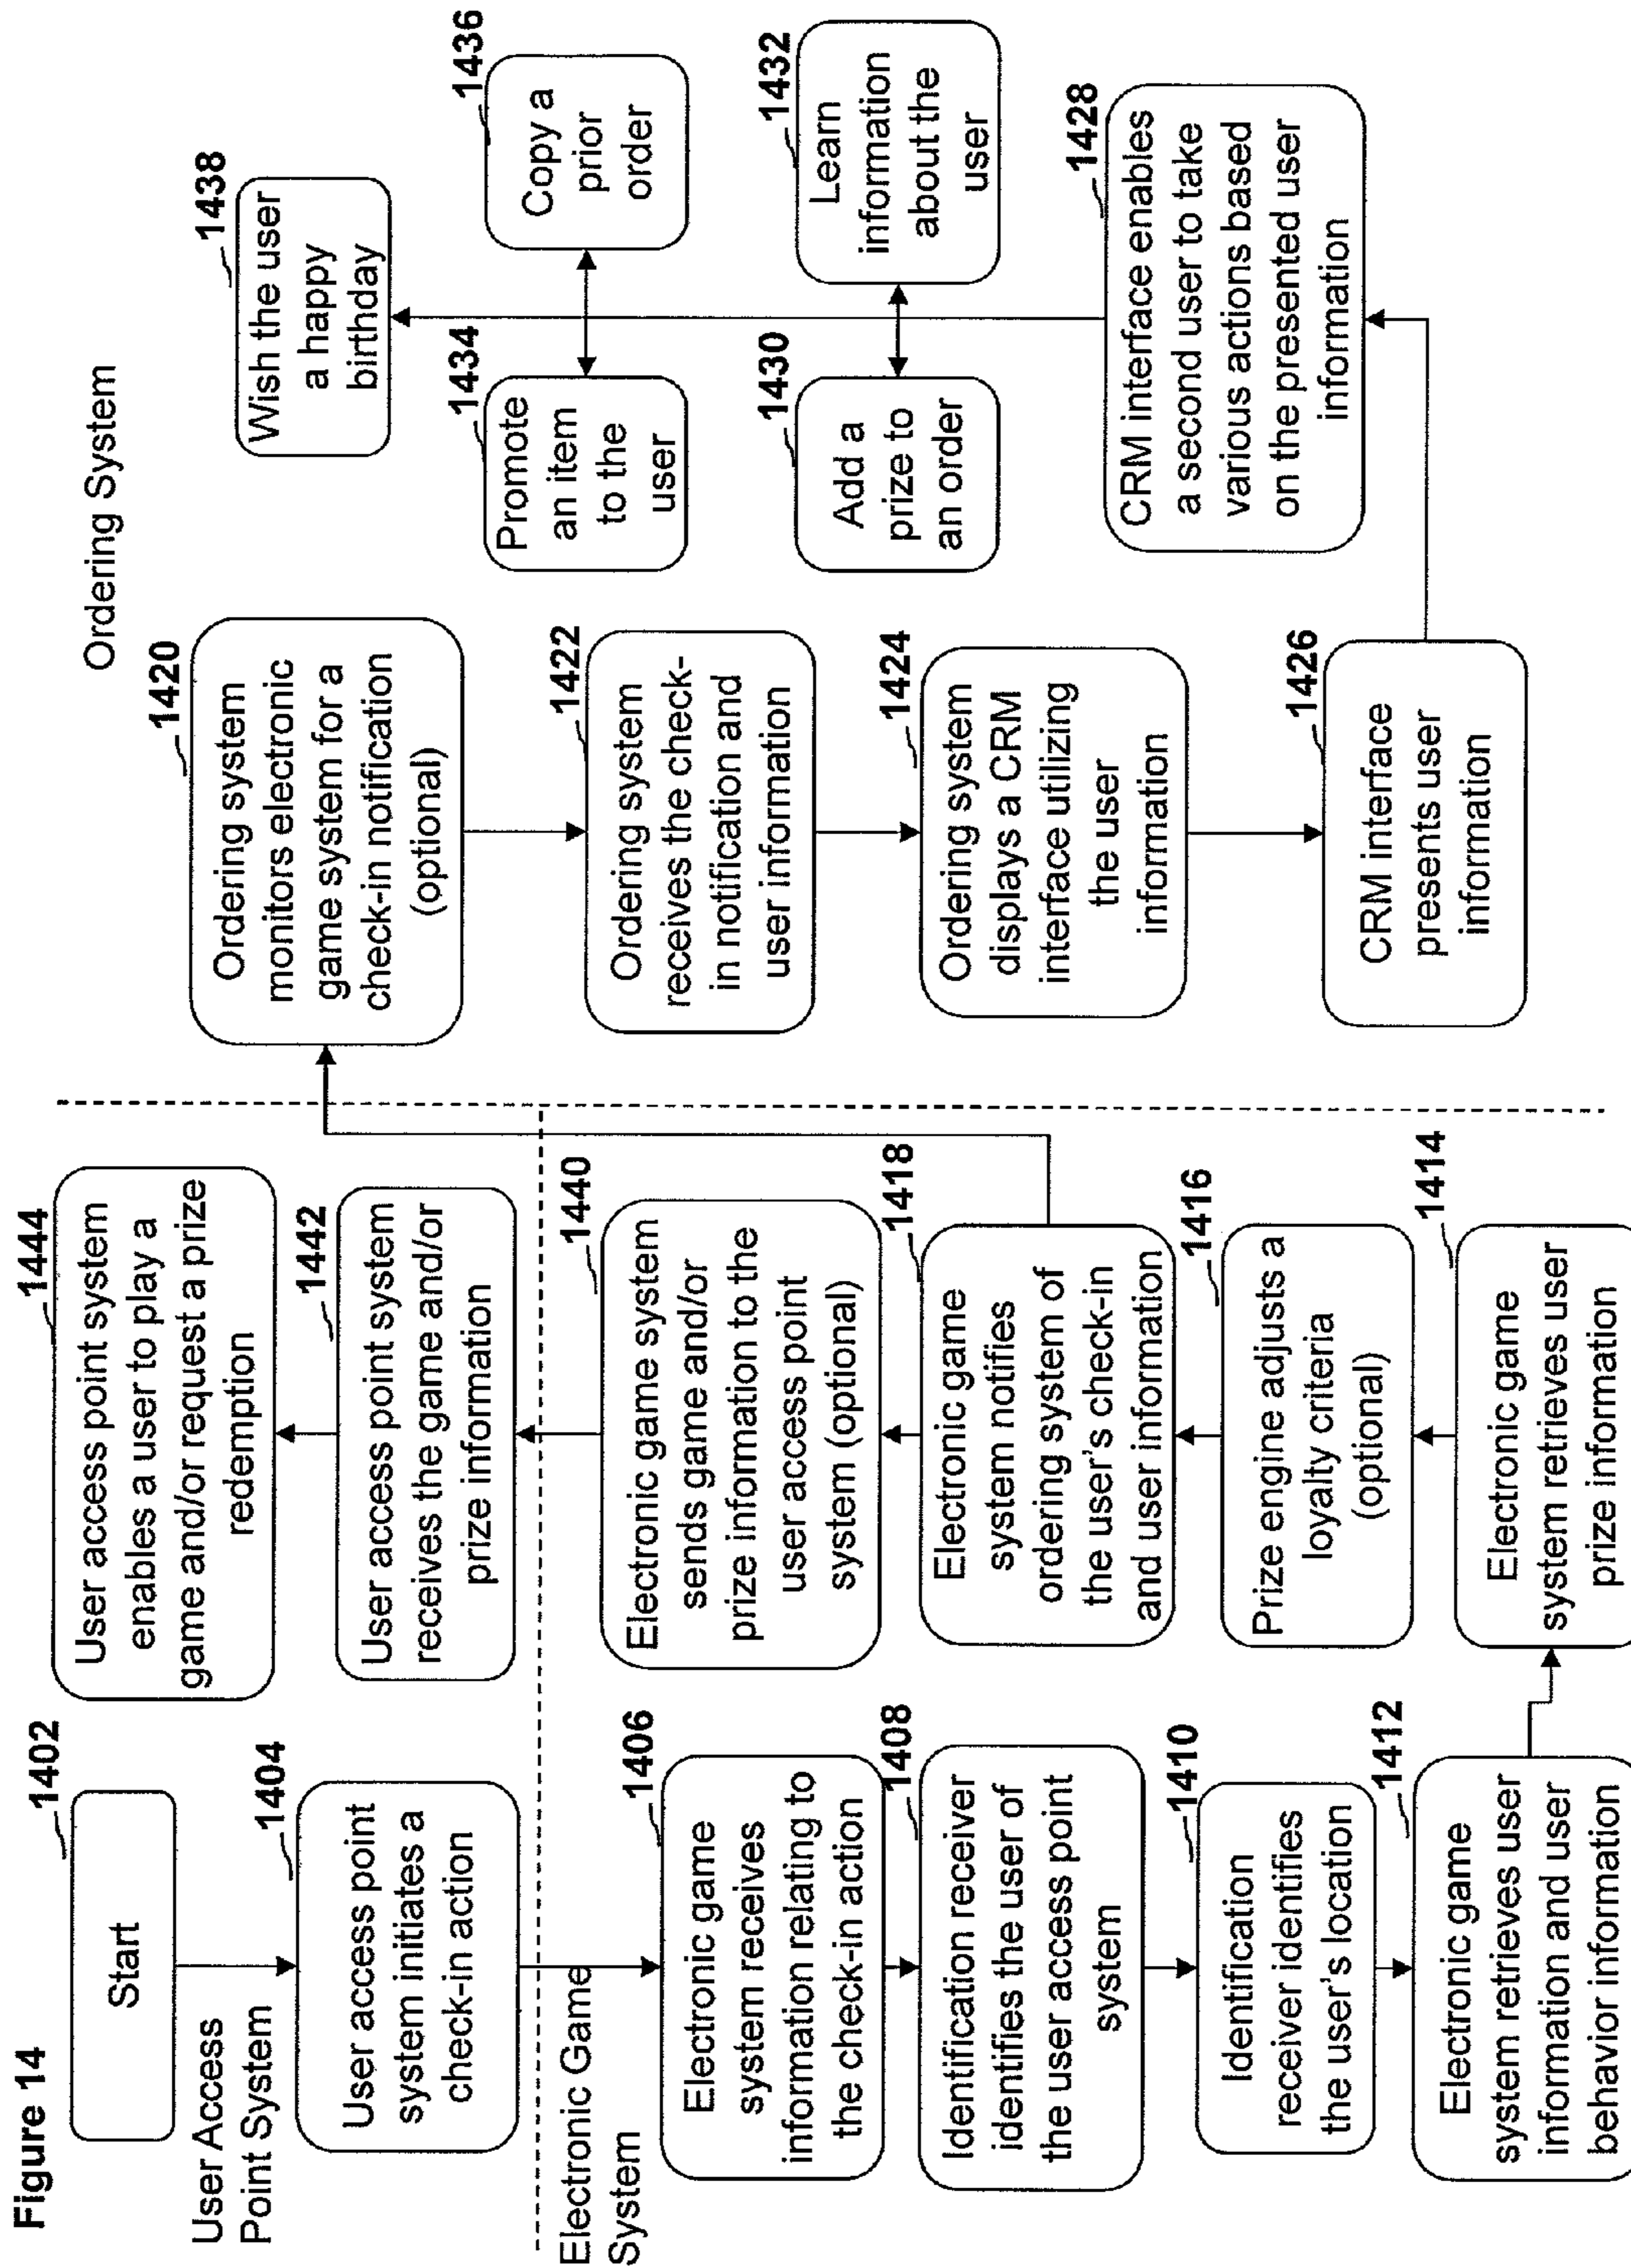 Figure 14
1402
Start
User Access
Point System
1404
User access point
system initiates a
check-in action
Electronic Game
System
1406
Electronic game
system receives
information relating to
the check-in action
1408
Identification receiver
identifies the user of
the user access point
system
1410
Identification
receiver identifies
the user's location
1412
Electronic game
system retrieves user
information and user
behavior information
1414
Electronic game
system retrieves user
prize information
1416
Prize engine adjusts a
loyalty criteria
(optional)
1418
Electronic game
system notifies
ordering system of
the user's check-in
and user information
1440
Electronic game system
sends game and/or
prize information to the
user access point
system (optional)
1442
User access point system
receives the game and/or
prize information
1444
User access point system
enables a user to play a
game and/or request a prize
redemption
Ordering System
1420
Ordering system
monitors electronic
game system for a
check-in notification
(optional)
1422
Ordering system
receives the check-
in notification and
user information
1424
Ordering system
displays a CRM
interface utilizing
the user
information
1426
CRM interface
presents user
information
1428
CRM interface enables
a second user to take
various actions based
on the presented user
information
1430
Add a
prize to
an order
1432
Learn
information
about the
user
1434
Promote
an item
to the
user
1436
Copy a
prior
order
1438
Wish the user
a happy
birthday